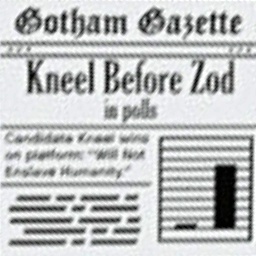 Gotham Gazette
Kneel Before Zod
in polls
Candidate Kneel wins
on platform: "Will Not
Enslave Humanity."